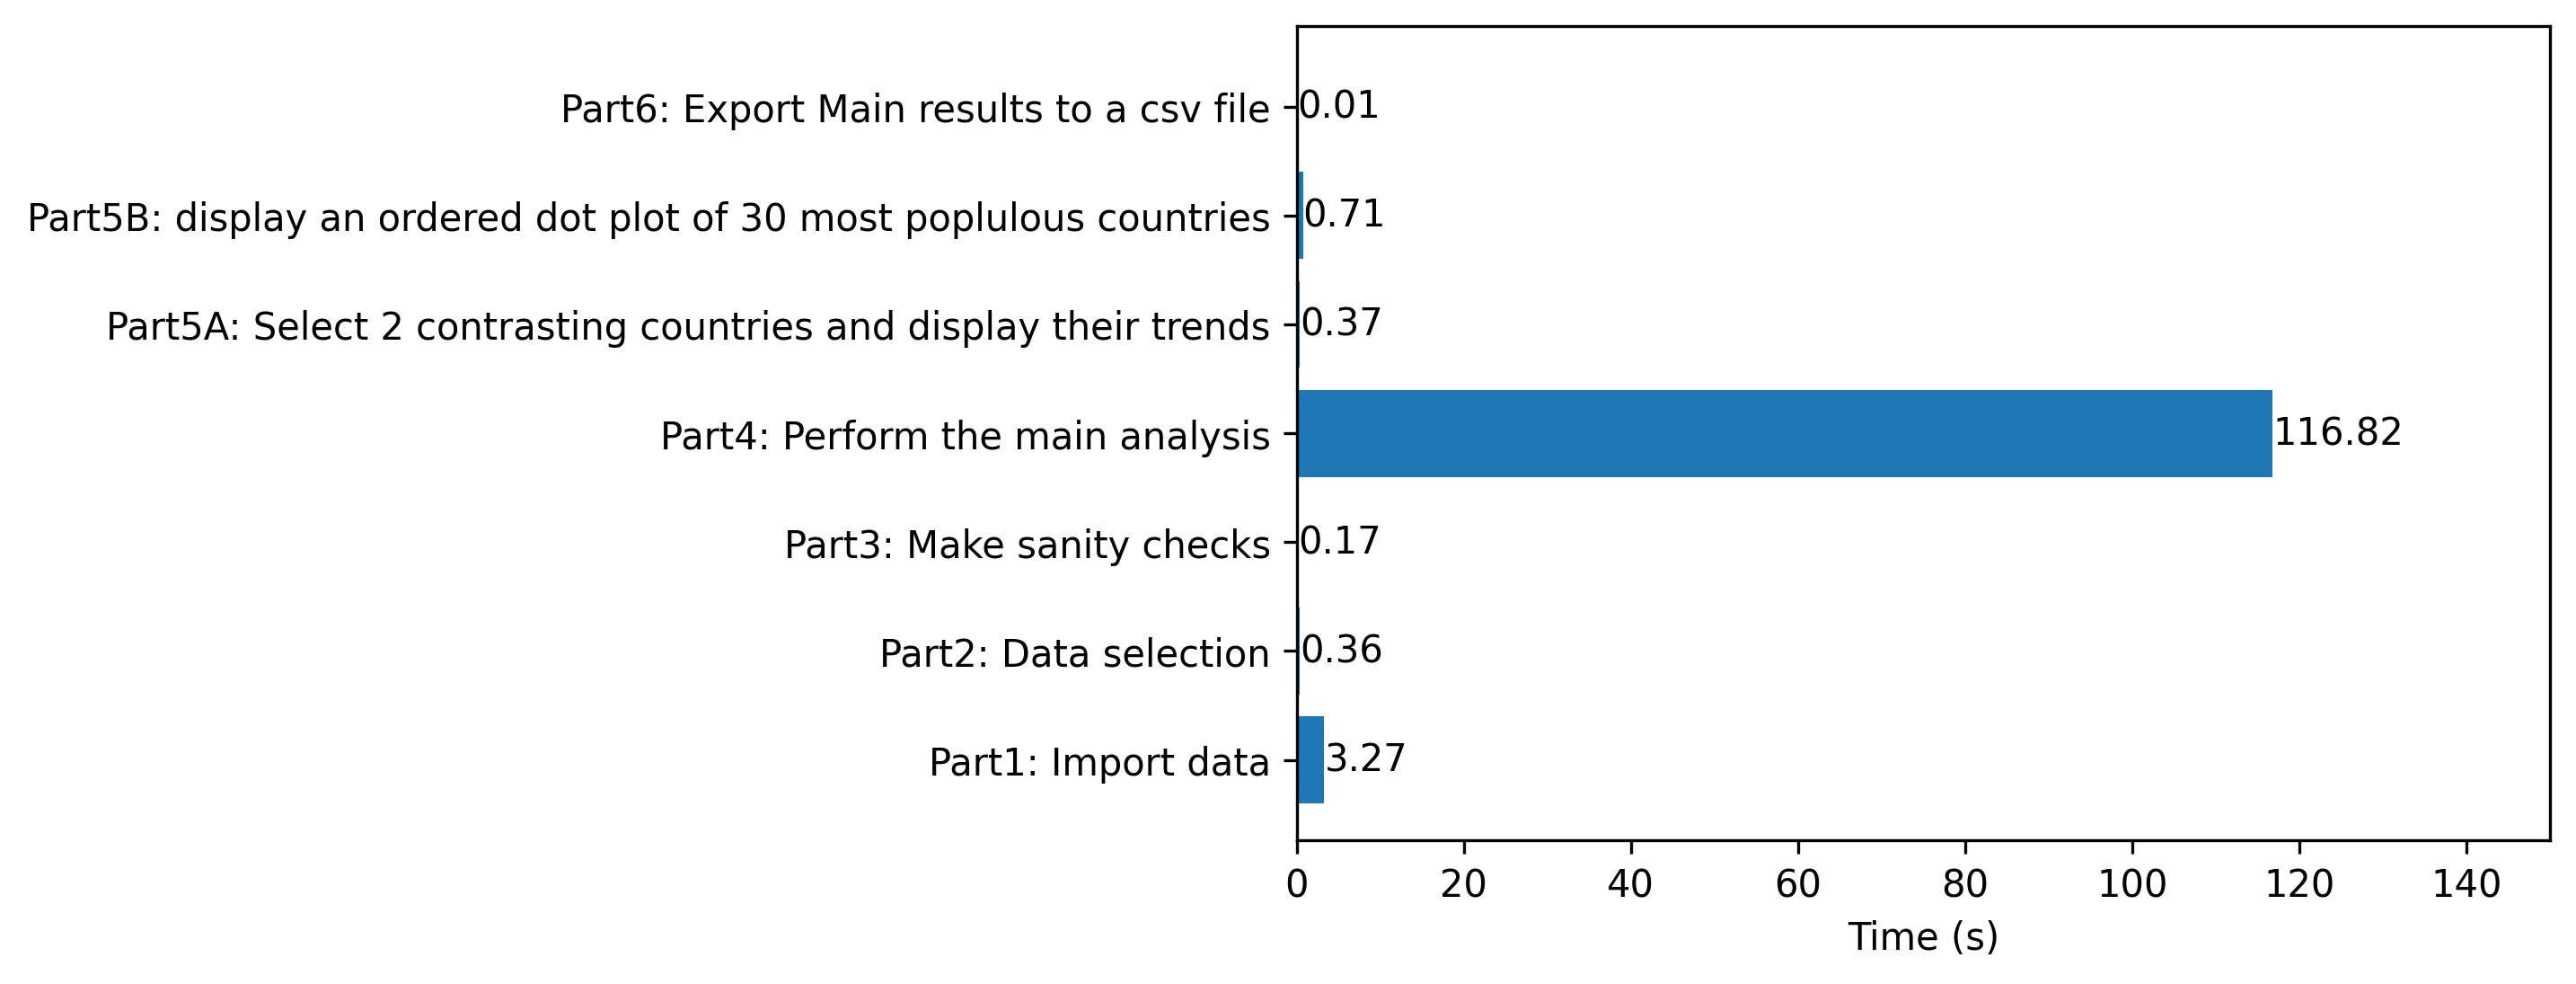 Part6: Export Main results to a csv file 0.01
Part5B: display an ordered dot plot of 30 most poplulous countries 0.71
Part5A: Select 2 contrasting countries and display their trends 0.37
Part4: Perform the main analysis 116.82
Part3: Make sanity checks 0.17
Part2: Data selection 0.36
Part1: Import data 3.27
0 20 40 60 80 100 120 140
Time (s)